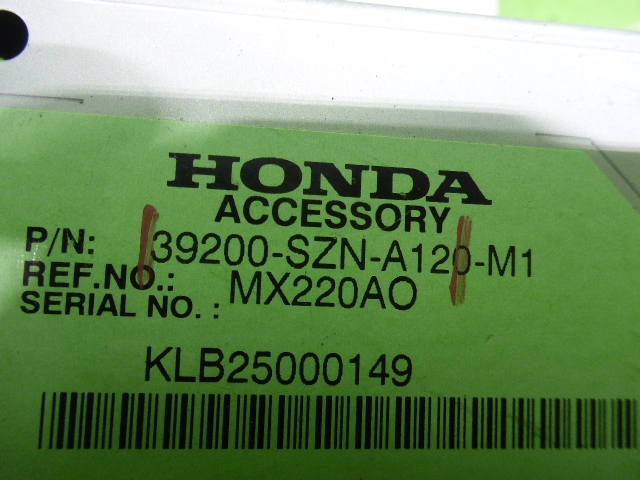 HONDA
ACCESSORY
P/N: 39200-SZN-A120-M1
REF.NO.: MX220AO
SERIAL NO. :
KLB25000149